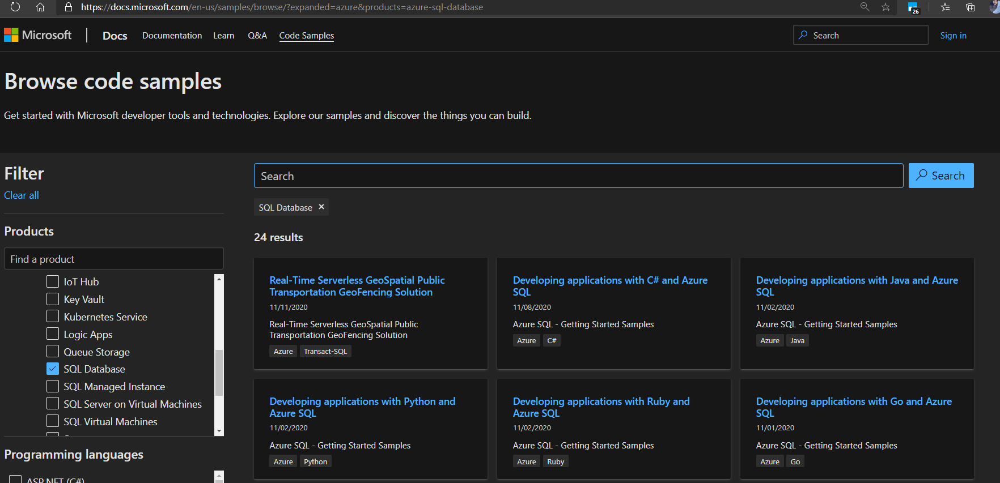 https://docs.microsoft.com/en-us/samples/browse/?expanded=azure&products=azure-sql-database
26
Microsoft
Docs Documentation Learn Q&A Code Samples
Search
Sign in
Browse code samples
Get started with Microsoft developer tools and technologies. Explore our samples and discover the things you can build.
Filter
Clear all
Products
Find a product
IoT Hub
Key Vault
Kubernetes Service
Logic Apps
Queue Storage
SQL Database
SQL Managed Instance
SQL Server on Virtual Machines
SQL Virtual Machines
Programming languages
ASP.NET (C#)
Search
Search
SQL Database
24 results
Real-Time Serverless GeoSpatial Public
Transportation GeoFencing Solution
11/11/2020
Real-Time Serverless GeoSpatial Public
Transportation GeoFencing Solution
Azure Transact-SQL
Developing applications with C# and Azure
SQL
11/08/2020
Azure SQL - Getting Started Samples
Azure C#
Developing applications with Java and Azure
SQL
11/02/2020
Azure SQL - Getting Started Samples
Azure Java
Developing applications with Python and
Azure SQL
11/02/2020
Azure SQL - Getting Started Samples
Azure Python
Developing applications with Ruby and
Azure SQL
11/02/2020
Azure SQL - Getting Started Samples
Azure Ruby
Developing applications with Go and Azure
SQL
11/01/2020
Azure SQL - Getting Started Samples
Azure Go